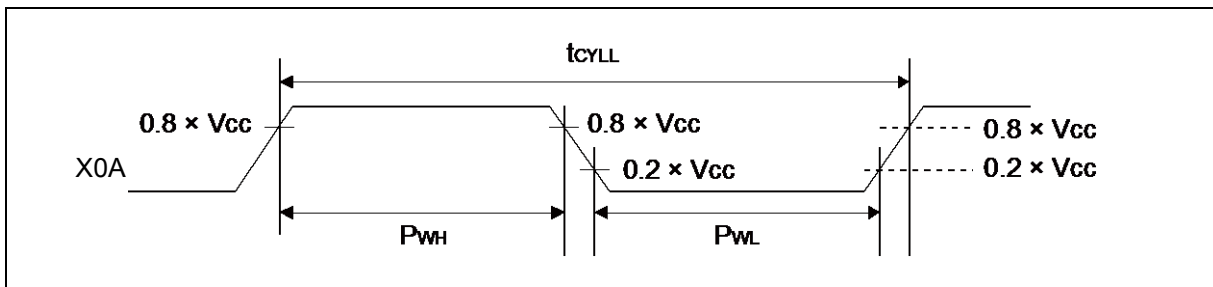 tCYLL
0.8 × Vcc
0.8 × Vcc
0.8 × Vcc
X0A
0.2 × Vcc
0.2 × Vcc
PWH
PWL